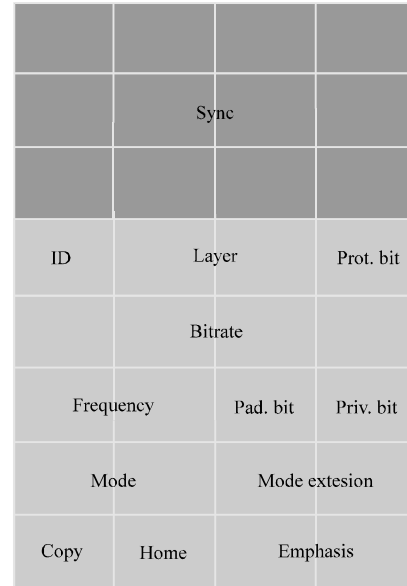 Sync
ID Layer Prot. bit
Bitrate
Frequency Pad. bit Priv. bit
Mode Mode extesion
Copy Home Emphasis